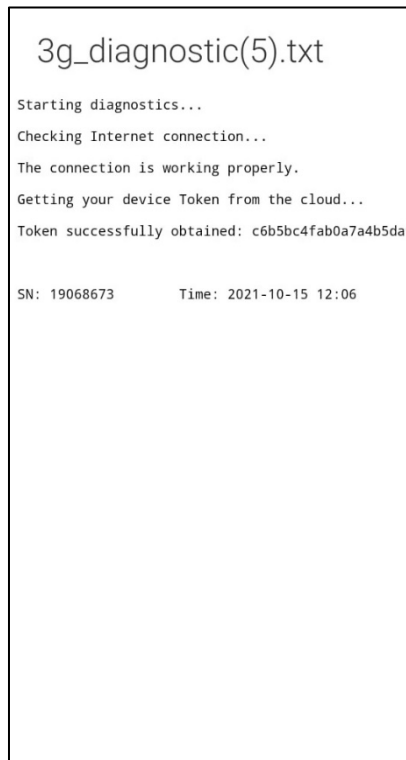 3g_diagnostic(5).txt
Starting diagnostics...
Checking Internet connection...
The connection is working properly.
Getting your device Token from the cloud...
Token successfully obtained: c6b5bc4fab0a7a4b5da
SN: 19068673 Time: 2021-10-15 12:06